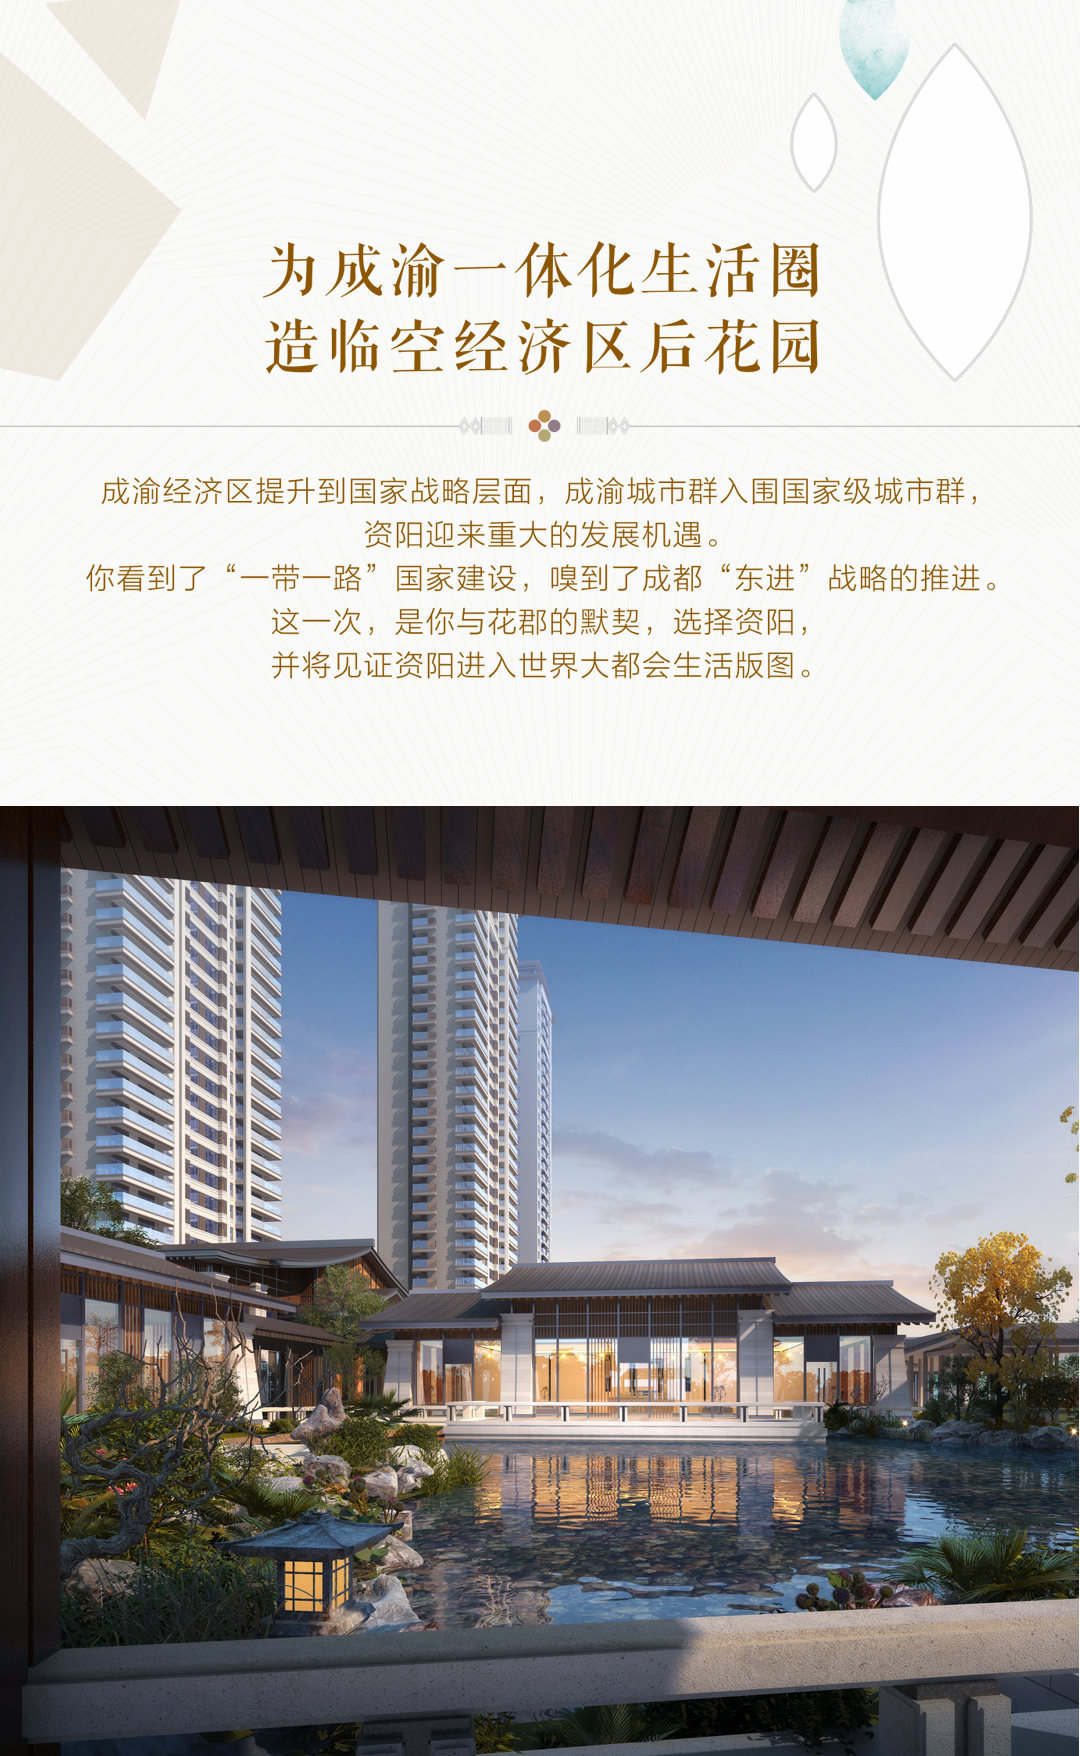 为成渝一体化生活圈
造临空经济区后花园
成渝经济区提升到国家战略层面，成渝城市群入围国家级城市群，
资阳迎来重大的发展机遇。
你看到了“一带一路”国家建设，嗅到了成都“东进”战略的推进。
这一次，是你与花郡的默契，选择资阳，
并将见证资阳进入世界大都会生活版图。